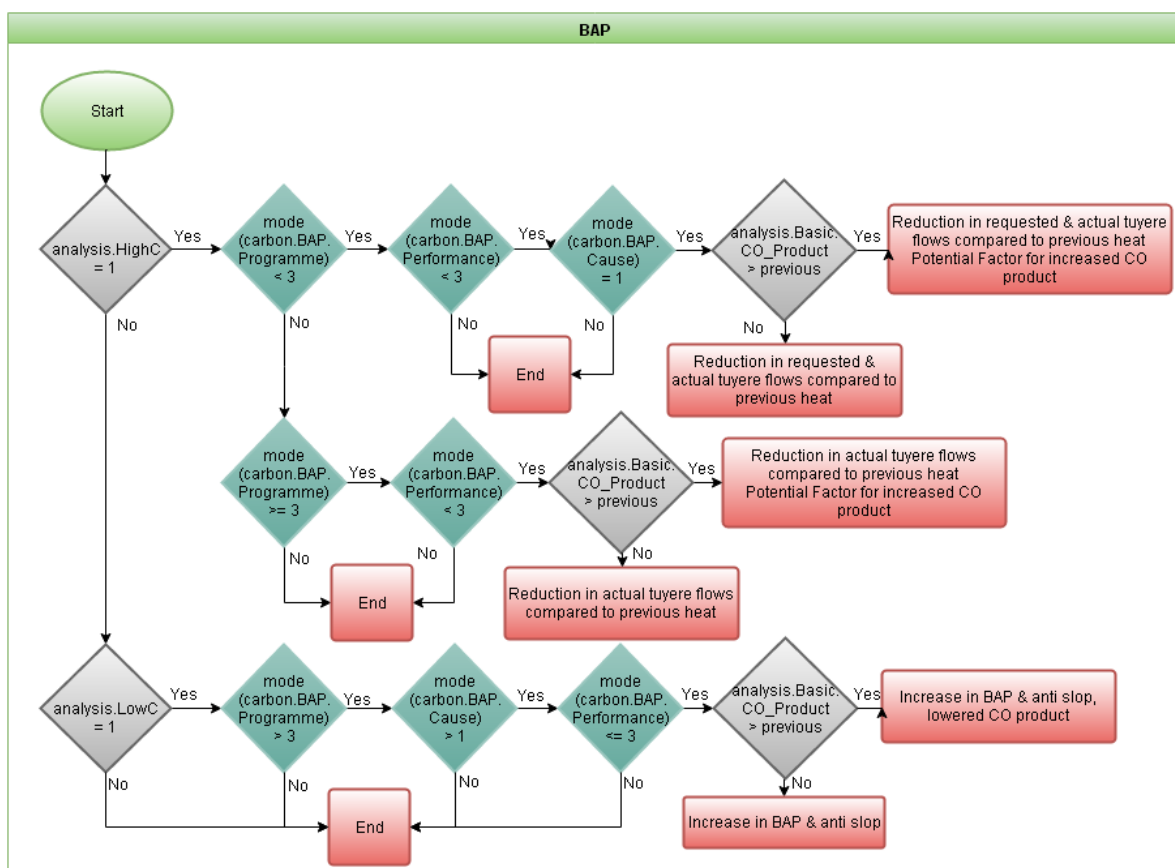 BAP
Start
analysis.HighC
= 1
Yes
No
mode
(carbon.BAP.
Programme)
< 3
Yes
No
mode
(carbon.BAP.
Performance)
< 3
Yes
No
mode
(carbon.BAP.
Cause)
= 1
Yes
No
analysis.Basic.
CO_Product
> previous
Yes
No
Reduction in requested & actual tuyere
flows compared to previous heat
Potential Factor for increased CO
product
End
Reduction in requested &
actual tuyere flows compared to
previous heat
mode
(carbon.BAP.
Programme)
>= 3
Yes
No
mode
(carbon.BAP.
Performance)
< 3
Yes
No
analysis.Basic.
CO_Product
> previous
Yes
No
Reduction in actual tuyere flows
compared to previous heat
Potential Factor for increased CO
product
End
Reduction in actual tuyere flows
compared to previous heat
analysis.LowC
= 1
Yes
No
mode
(carbon.BAP.
Programme)
> 3
Yes
No
mode
(carbon.BAP.
Cause)
> 1
Yes
No
mode
(carbon.BAP.
Performance)
<= 3
Yes
No
analysis.Basic.
CO_Product
> previous
Yes
No
Increase in BAP & anti slop,
lowered CO product
End
Increase in BAP & anti slop